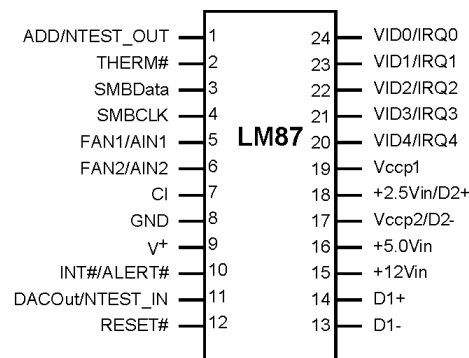 ADD/NTEST_OUT 1 24 VID0/IRQ0
THERM# 2 23 VID1/IRQ1
SMBData 3 22 VID2/IRQ2
SMBCLK 4 21 VID3/IRQ3
FAN1/AIN1 5 LM87 20 VID4/IRQ4
FAN2/AIN2 6 19 Vccp1
CI 7 18 +2.5Vin/D2+
GND 8 17 Vccp2/D2-
V+ 9 16 +5.0Vin
INT#/ALERT# 10 15 +12Vin
DACOut/NTEST_IN 11 14 D1+
RESET# 12 13 D1-